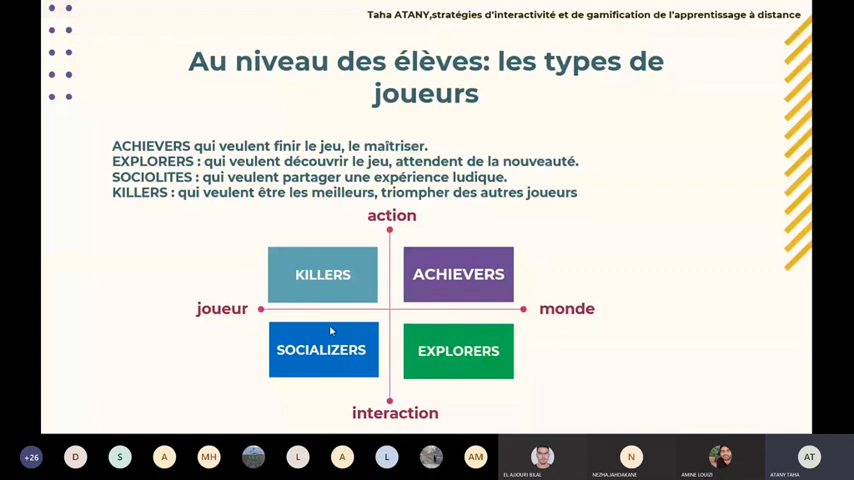 Taha ATANY,stratégies d'interactivité et de gamification de l'apprentissage à distance
Au niveau des élèves: les types de
joueurs
ACHIEVERS qui veulent finir le jeu, le maîtriser.
EXPLORERS : qui veulent découvrir le jeu, attendent de la nouveauté.
SOCIOLITES : qui veulent partager une expérience ludique.
KILLERS : qui veulent être les meilleurs, triompher des autres joueurs
action
KILLERS
ACHIEVERS
joueur
monde
SOCIALIZERS
EXPLORERS
interaction
+26
D
S
A
MH
L
A
L
AM
N
AT
EL AJOURI BILAL
NEZHA.JAHDAKANE
AMINE LOUIZI
ATANY TAHA